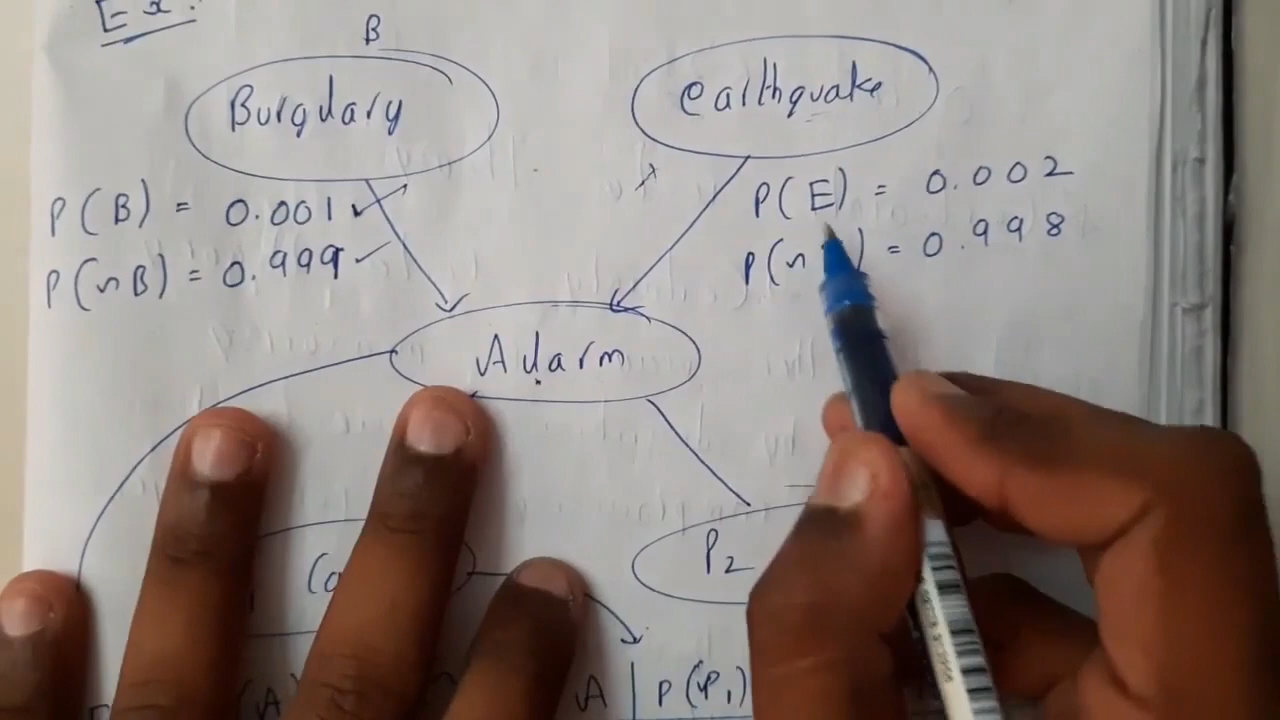 Ex:
B
Burglary
earthquake
P(B) = 0.001
P(¬B) = 0.999
P(E) = 0.002
P(¬ ) = 0.998
Alarm
P2
(A)
A
P(P1)